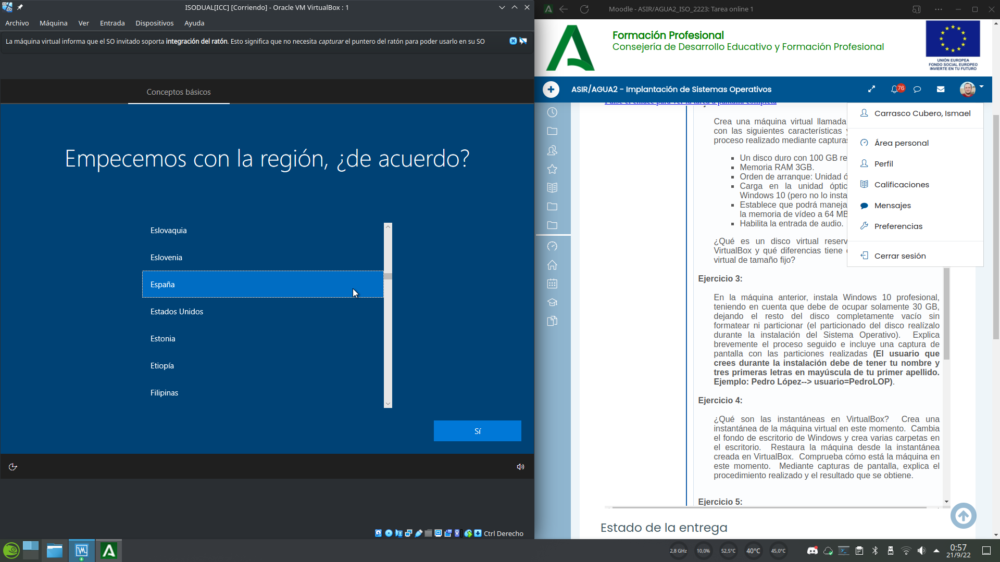 ISODUAL[ICC] [Corriendo] - Oracle VM VirtualBox : 1
Archivo Máquina Ver Entrada Dispositivos Ayuda
La máquina virtual informa que el SO invitado soporta integración del ratón. Esto significa que no necesita capturar el puntero del ratón para poder usarlo en su SO
Conceptos básicos
Empecemos con la región, ¿de acuerdo?
Eslovaquia
Eslovenia
España
Estados Unidos
Estonia
Etiopía
Filipinas
Sí
Ctrl Derecho
Moodle - ASIR/AGUA2_ISO_2223: Tarea online 1
Formación Profesional
Consejería de Desarrollo Educativo y Formación Profesional
UNIÓN EUROPEA
FONDO SOCIAL EUROPEO
INVIERTE EN TU FUTURO
ASIR/AGUA2 - Implantación de Sistemas Operativos
76
Pulse el enlace para ver la tarea a pantalla completa
Carrasco Cubero, Ismael
Área personal
Perfil
Calificaciones
Mensajes
Preferencias
Cerrar sesión
Crea una máquina virtual llamada
con las siguientes características y
proceso realizado mediante capturas
Un disco duro con 100 GB re
Memoria RAM 3GB.
Orden de arranque: Unidad ó
Carga en la unidad óptic
Windows 10 (pero no lo insta
Establece que podrá maneja
la memoria de vídeo a 64 MB
Habilita la entrada de audio.
¿Qué es un disco virtual reserv
VirtualBox y qué diferencias tiene
virtual de tamaño fijo?
Ejercicio 3:
En la máquina anterior, instala Windows 10 profesional,
teniendo en cuenta que debe de ocupar solamente 30 GB,
dejando el resto del disco completamente vacío sin
formatear ni particionar (el particionado del disco realízalo
durante la instalación del Sistema Operativo). Explica
brevemente el proceso seguido e incluye una captura de
pantalla con las particiones realizadas (El usuario que
crees durante la instalación debe de tener tu nombre y
tres primeras letras en mayúscula de tu primer apellido.
Ejemplo: Pedro López--> usuario=PedroLOP).
Ejercicio 4:
¿Qué son las instantáneas en VirtualBox? Crea una
instantánea de la máquina virtual en este momento. Cambia
el fondo de escritorio de Windows y crea varias carpetas en
el escritorio. Restaura la máquina desde la instantánea
creada en VirtualBox. Comprueba cómo está la máquina en
este momento. Mediante capturas de pantalla, explica el
procedimiento realizado y el resultado que se obtiene.
Ejercicio 5:
Estado de la entrega
2,8 GHz
10,0%
52,5°C
40°C
45,0°C
0:57
21/9/22